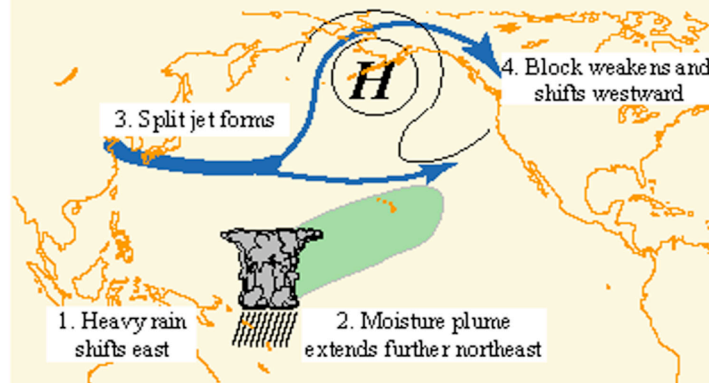 H
4. Block weakens and
shifts westward
3. Split jet forms
1. Heavy rain
shifts east
2. Moisture plume
extends further northeast